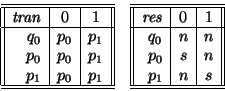 tran 0 1 res 0 1
q0 p0 p1 q0 n n
p0 p0 p1 p0 s n
p1 p0 p1 p1 n s